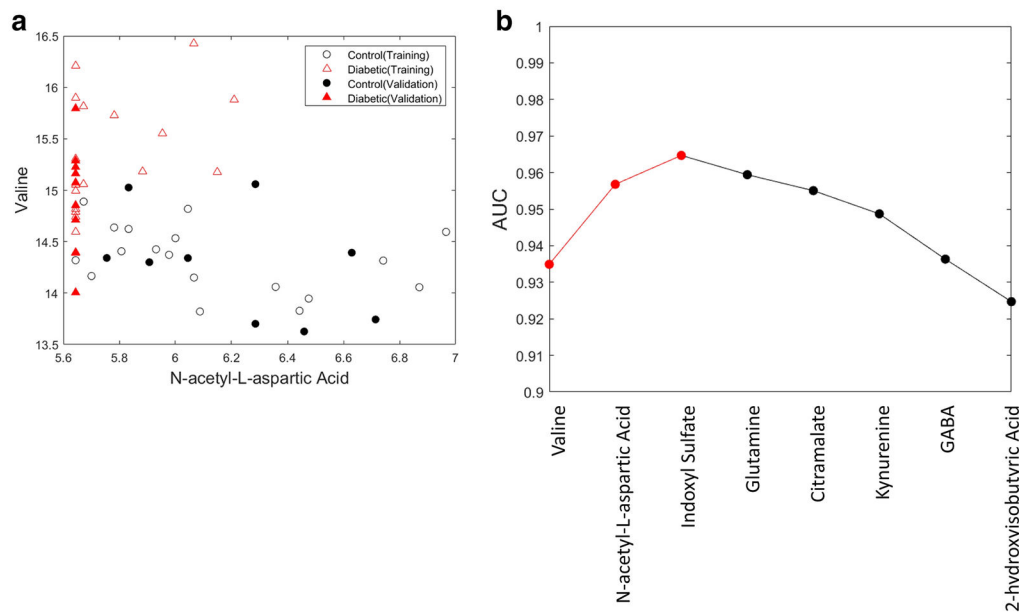 a
16.5
16
15.5
15
14.5
14
13.5
Valine
5.6 5.8 6 6.2 6.4 6.6 6.8 7
N-acetyl-L-aspartic Acid
Control(Training)
Diabetic(Training)
Control(Validation)
Diabetic(Validation)
b
1
0.99
0.98
0.97
0.96
0.95
0.94
0.93
0.92
0.91
0.9
AUC
Valine
N-acetyl-L-aspartic Acid
Indoxyl Sulfate
Glutamine
Citramalate
Kynurenine
GABA
2-hydroxyisobutyric Acid